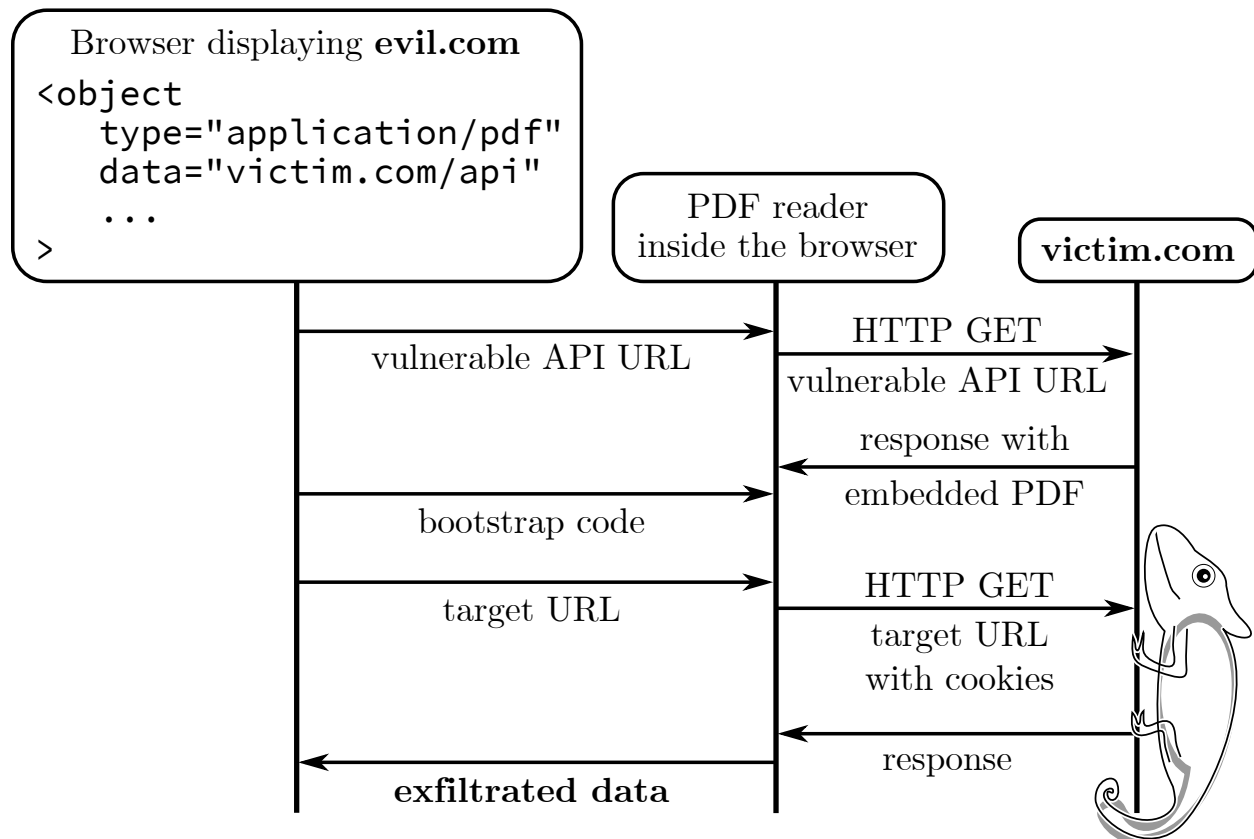 Browser displaying evil.com
<object
type="application/pdf"
data="victim.com/api"
...
>
PDF reader
inside the browser
victim.com
vulnerable API URL
HTTP GET
vulnerable API URL
response with
embedded PDF
bootstrap code
target URL
HTTP GET
target URL
with cookies
response
exfiltrated data